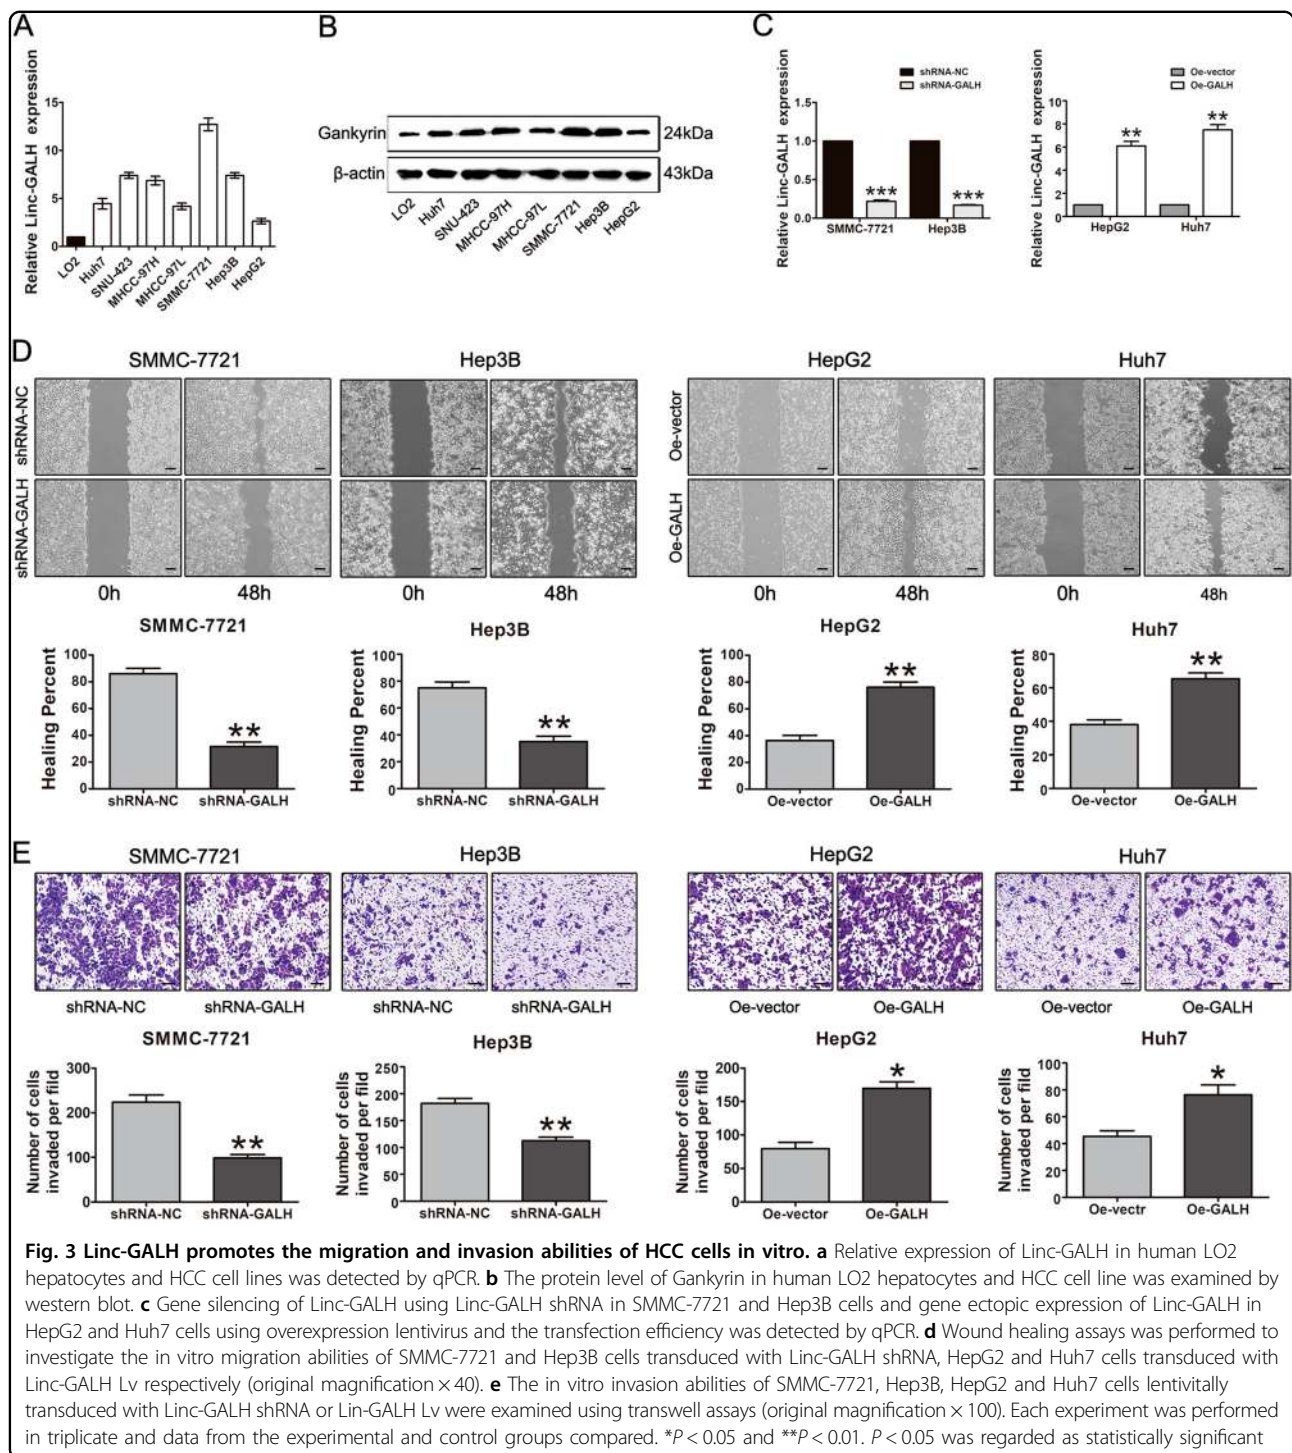 A
B
C
Relative Linc-GALH expression
15
10
5
0
LO2
Huh7
SNU-423
MHCC-97H
MHCC-97L
SMMC-7721
Hep3B
HepG2
Gankyrin
24kDa
β-actin
43kDa
LO2
Huh7
SNU-423
MHCC-97H
MHCC-97L
SMMC-7721
Hep3B
HepG2
shRNA-NC
shRNA-GALH
Relative Linc-GALH expression
1.5
1.0
0.5
0.0
***
***
SMMC-7721
Hep3B
Oe-vector
Oe-GALH
Relative Linc-GALH expression
10
8
6
4
2
0
**
**
HepG2
Huh7
D
SMMC-7721
Hep3B
HepG2
Huh7
shRNA-NC
shRNA-GALH
Oe-vector
Oe-GALH
0h
48h
0h
48h
0h
48h
0h
48h
SMMC-7721
Healing Percent
100
80
60
40
20
0
**
shRNA-NC
shRNA-GALH
Hep3B
Healing Percent
100
80
60
40
20
0
**
shRNA-NC
shRNA-GALH
HepG2
Healing Percent
100
80
60
40
20
0
**
Oe-vector
Oe-GALH
Huh7
Healing Percent
80
60
40
20
0
**
Oe-vector
Oe-GALH
E
SMMC-7721
Hep3B
HepG2
Huh7
shRNA-NC
shRNA-GALH
shRNA-NC
shRNA-GALH
Oe-vector
Oe-GALH
Oe-vector
Oe-GALH
SMMC-7721
Number of cells
invaded per fild
300
200
100
0
**
shRNA-NC
shRNA-GALH
Hep3B
Number of cells
invaded per fild
250
200
150
100
50
0
**
shRNA-NC
shRNA-GALH
HepG2
Number of cells
invaded per fild
200
150
100
50
0
*
Oe-vector
Oe-GALH
Huh7
Number of cells
invaded per fild
100
80
60
40
20
0
*
Oe-vectr
Oe-GALH
Fig. 3 Linc-GALH promotes the migration and invasion abilities of HCC cells in vitro. a Relative expression of Linc-GALH in human LO2
hepatocytes and HCC cell lines was detected by qPCR. b The protein level of Gankyrin in human LO2 hepatocytes and HCC cell line was examined by
western blot. c Gene silencing of Linc-GALH using Linc-GALH shRNA in SMMC-7721 and Hep3B cells and gene ectopic expression of Linc-GALH in
HepG2 and Huh7 cells using overexpression lentivirus and the transfection efficiency was detected by qPCR. d Wound healing assays was performed to
investigate the in vitro migration abilities of SMMC-7721 and Hep3B cells transduced with Linc-GALH shRNA, HepG2 and Huh7 cells transduced with
Linc-GALH Lv respectively (original magnification × 40). e The in vitro invasion abilities of SMMC-7721, Hep3B, HepG2 and Huh7 cells lentivitally
transduced with Linc-GALH shRNA or Lin-GALH Lv were examined using transwell assays (original magnification × 100). Each experiment was performed
in triplicate and data from the experimental and control groups compared. *P < 0.05 and **P < 0.01. P < 0.05 was regarded as statistically significant